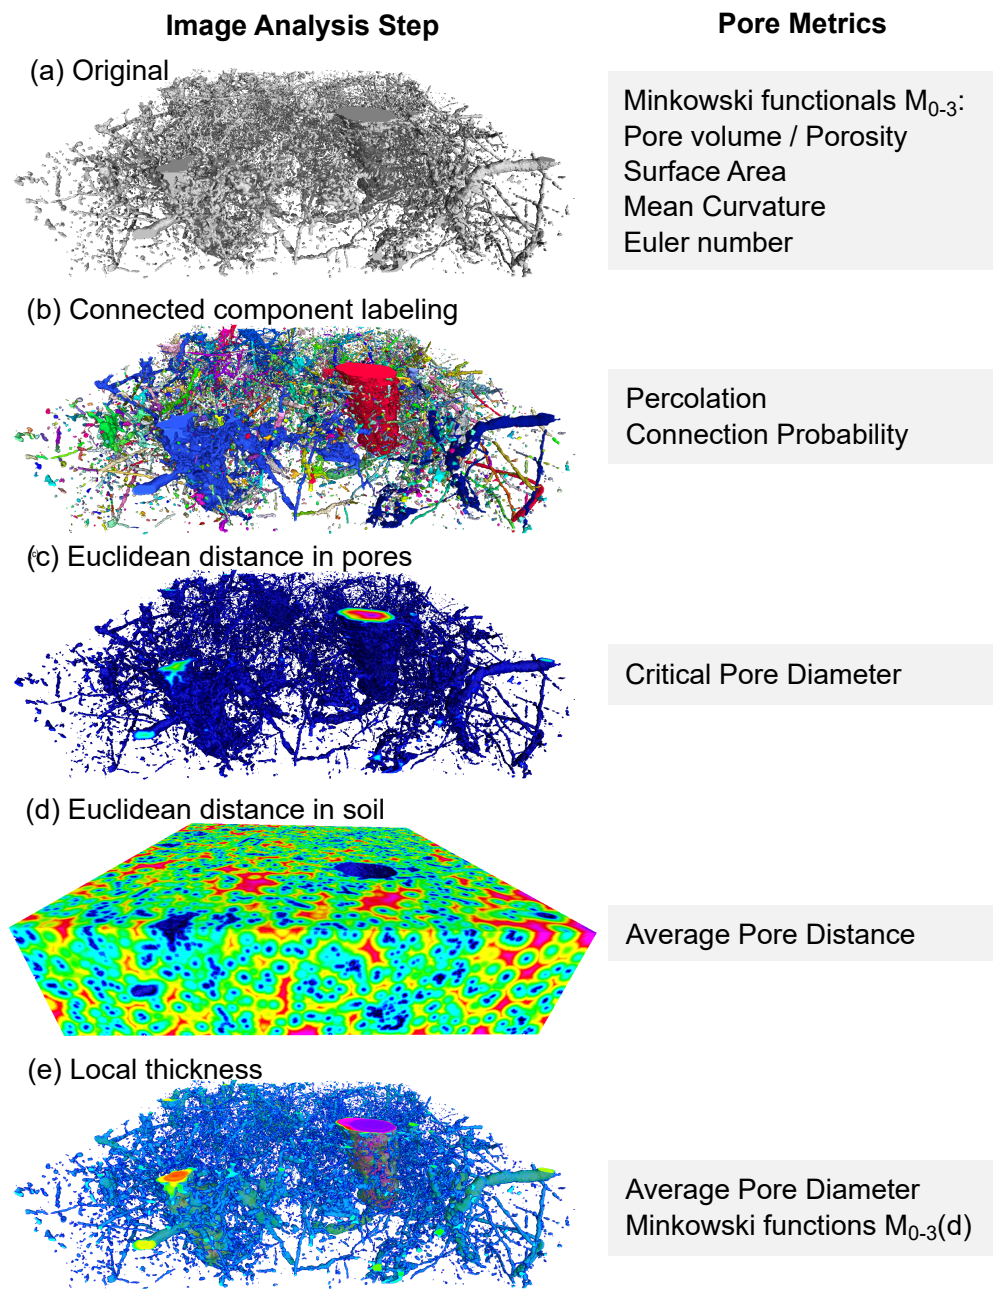 Image Analysis Step
Pore Metrics
(a) Original
Minkowski functionals M0-3:
Pore volume / Porosity
Surface Area
Mean Curvature
Euler number
(b) Connected component labeling
Percolation
Connection Probability
(c) Euclidean distance in pores
Critical Pore Diameter
(d) Euclidean distance in soil
Average Pore Distance
(e) Local thickness
Average Pore Diameter
Minkowski functions M0-3(d)